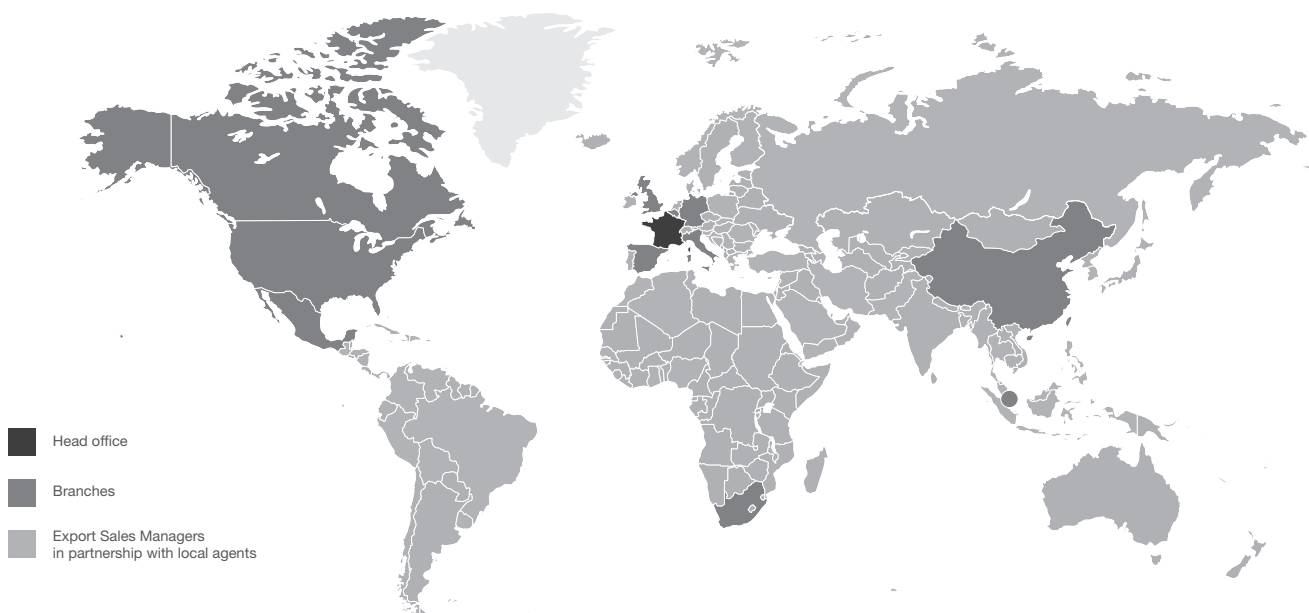 Head office
Branches
Export Sales Managers
in partnership with local agents